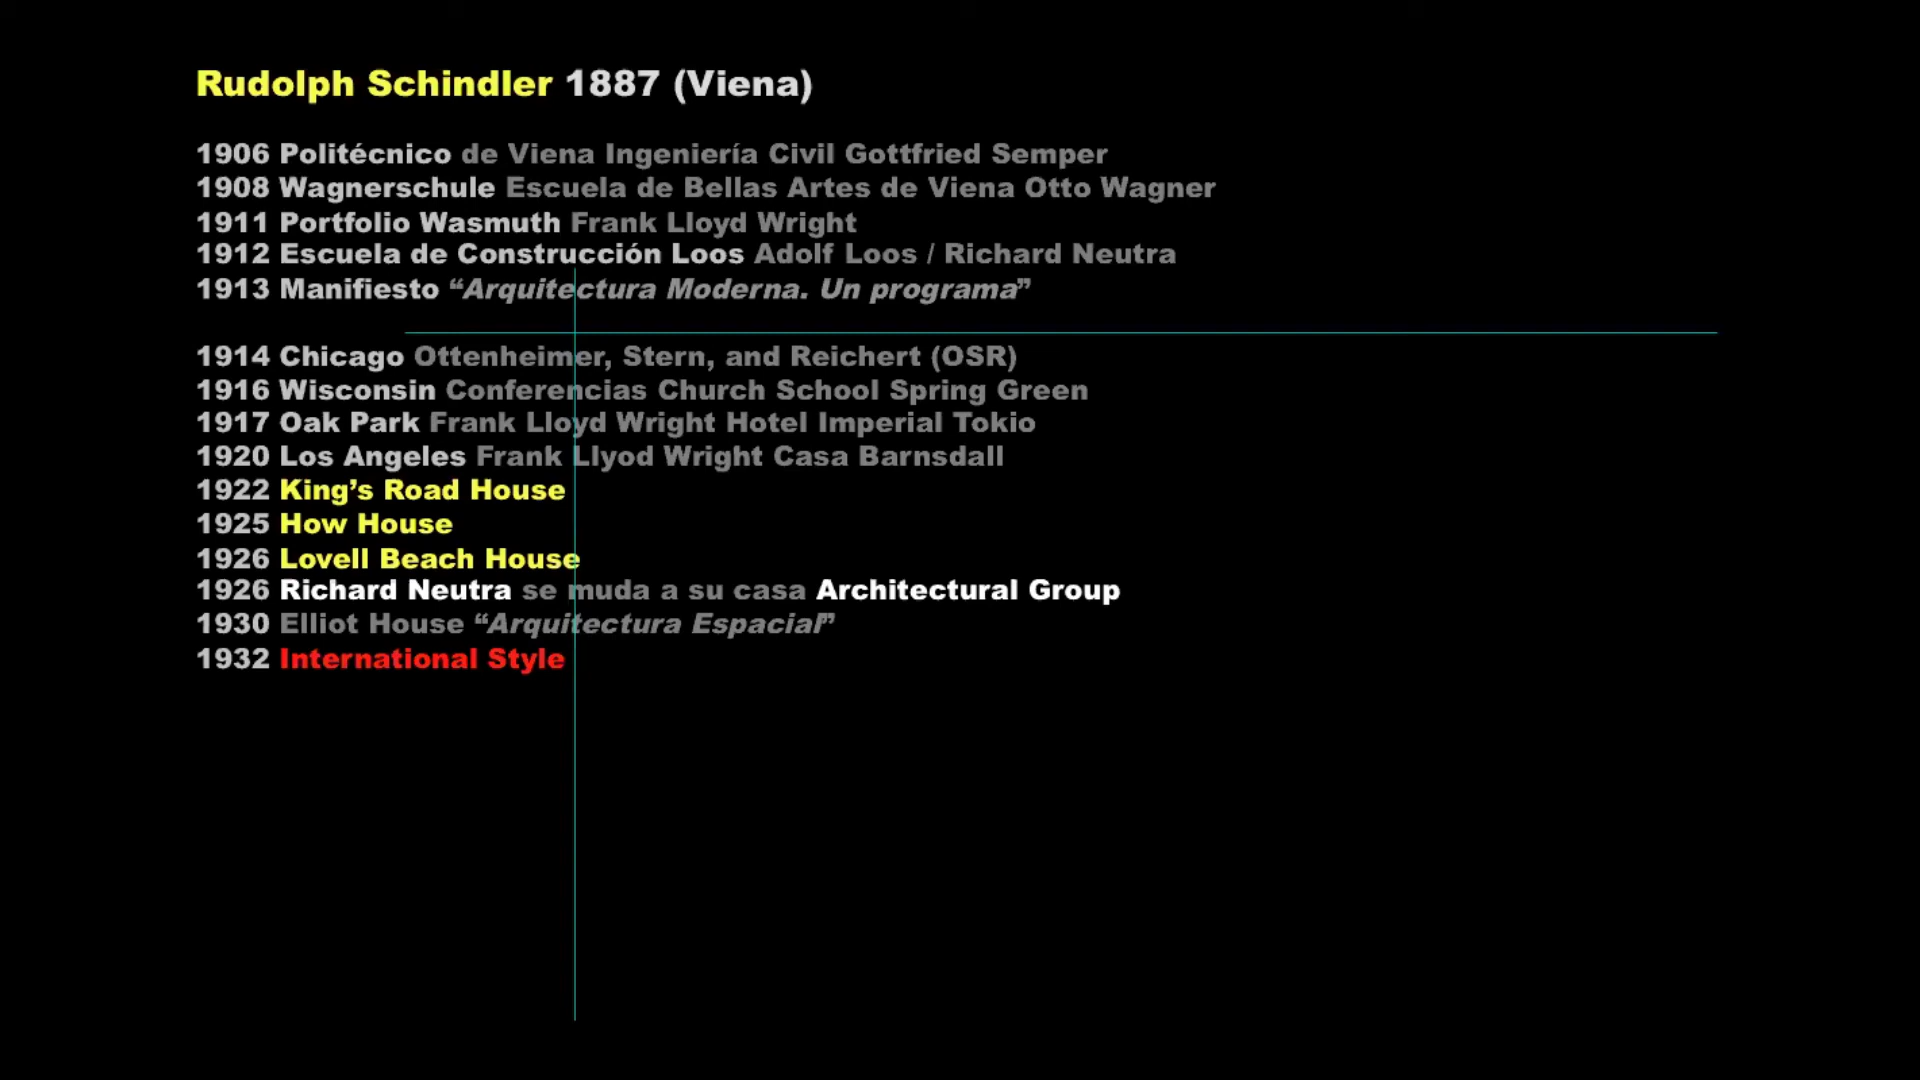 Rudolph Schindler 1887 (Viena)
1906 Politécnico de Viena Ingeniería Civil Gottfried Semper
1908 Wagnerschule Escuela de Bellas Artes de Viena Otto Wagner
1911 Portfolio Wasmuth Frank Lloyd Wright
1912 Escuela de Construcción Loos Adolf Loos / Richard Neutra
1913 Manifiesto “Arquitectura Moderna. Un programa”
1914 Chicago Ottenheimer, Stern, and Reichert (OSR)
1916 Wisconsin Conferencias Church School Spring Green
1917 Oak Park Frank Lloyd Wright Hotel Imperial Tokio
1920 Los Angeles Frank Llyod Wright Casa Barnsdall
1922 King’s Road House
1925 How House
1926 Lovell Beach House
1926 Richard Neutra se muda a su casa Architectural Group
1930 Elliot House “Arquitectura Espacial”
1932 International Style